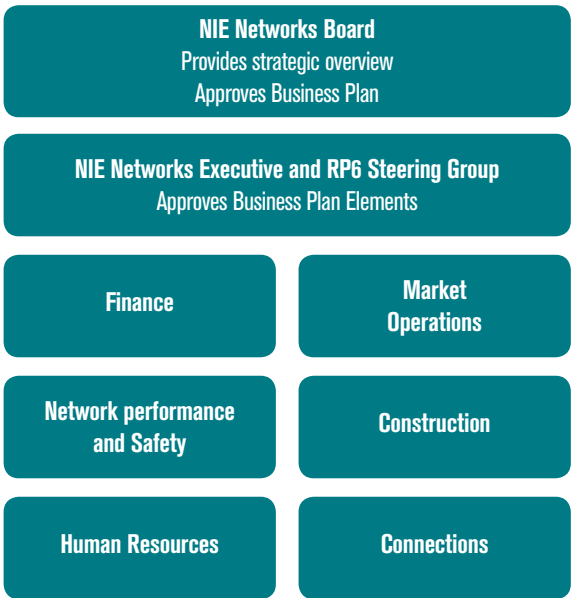 NIE Networks Board
Provides strategic overview
Approves Business Plan
NIE Networks Executive and RP6 Steering Group
Approves Business Plan Elements
Finance
Market
Operations
Network performance
and Safety
Construction
Human Resources
Connections